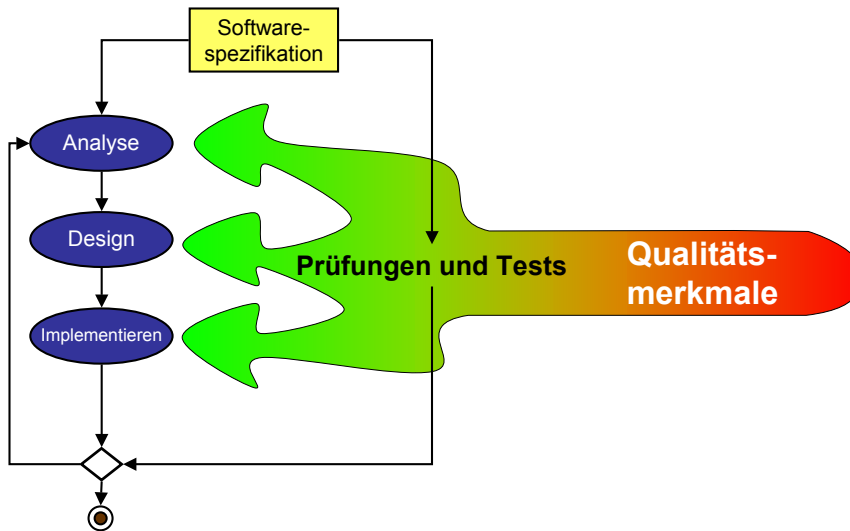 Software-
spezifikation
Analyse
Design
Prüfungen und Tests
Qualitäts-
merkmale
Implementieren